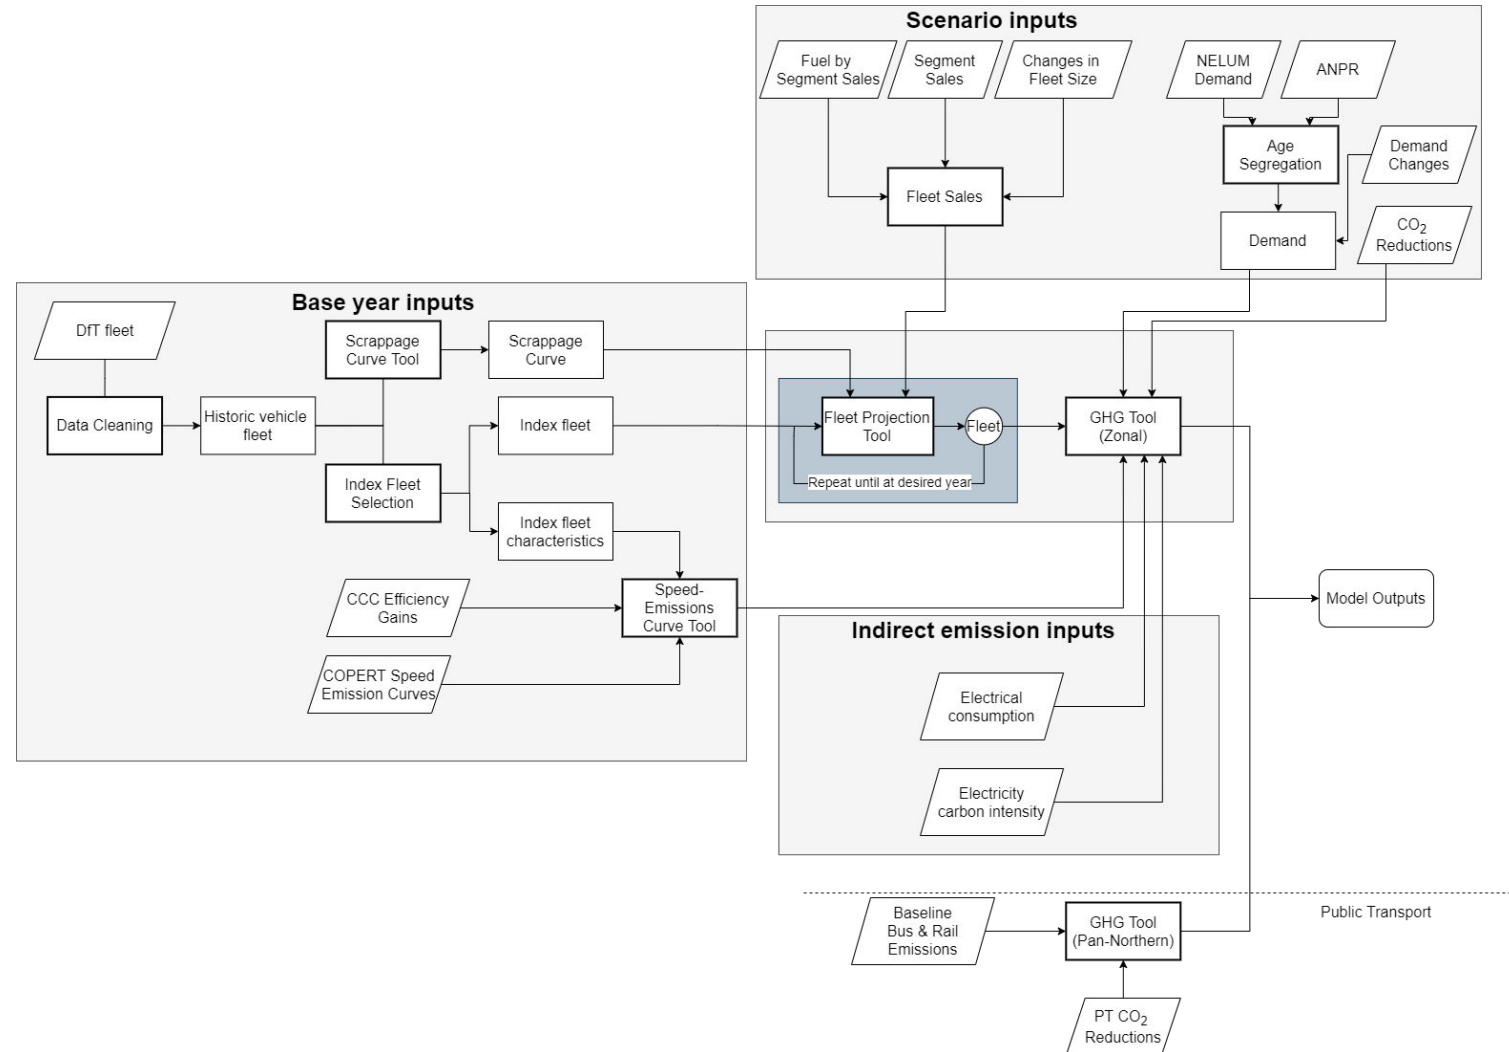 Scenario inputs
Fuel by
Segment Sales
Segment
Sales
Changes in
Fleet Size
NELUM
Demand
ANPR
Age
Segregation
Demand
Changes
Fleet Sales
Demand
CO2
Reductions
Base year inputs
DfT fleet
Scrappage
Curve Tool
Scrappage
Curve
Data Cleaning
Historic vehicle
fleet
Index fleet
Fleet Projection
Tool
Fleet
GHG Tool
(Zonal)
Repeat until at desired year
Index Fleet
Selection
Index fleet
characteristics
CCC Efficiency
Gains
Speed-
Emissions
Curve Tool
COPERT Speed
Emission Curves
Model Outputs
Indirect emission inputs
Electrical
consumption
Electricity
carbon intensity
Public Transport
Baseline
Bus & Rail
Emissions
GHG Tool
(Pan-Northern)
PT CO2
Reductions